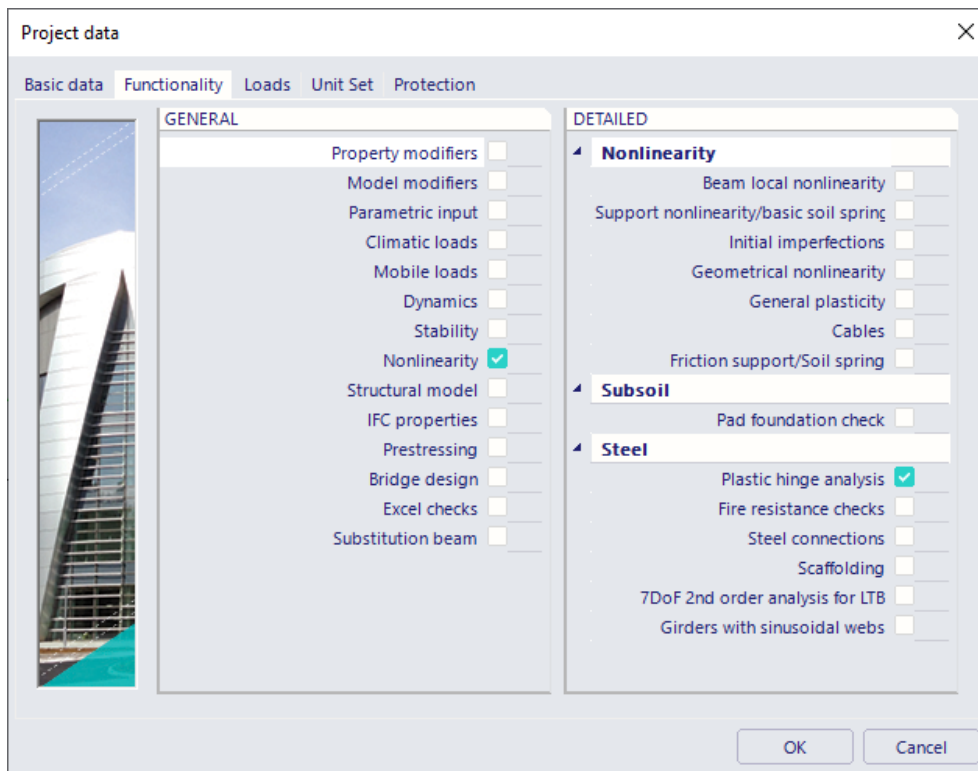 Project data
Basic data Functionality Loads Unit Set Protection
GENERAL
Property modifiers
Model modifiers
Parametric input
Climatic loads
Mobile loads
Dynamics
Stability
Nonlinearity
Structural model
IFC properties
Prestressing
Bridge design
Excel checks
Substitution beam
DETAILED
Nonlinearity
Beam local nonlinearity
Support nonlinearity/basic soil spring
Initial imperfections
Geometrical nonlinearity
General plasticity
Cables
Friction support/Soil spring
Subsoil
Pad foundation check
Steel
Plastic hinge analysis
Fire resistance checks
Steel connections
Scaffolding
7DoF 2nd order analysis for LTB
Girders with sinusoidal webs
OK Cancel